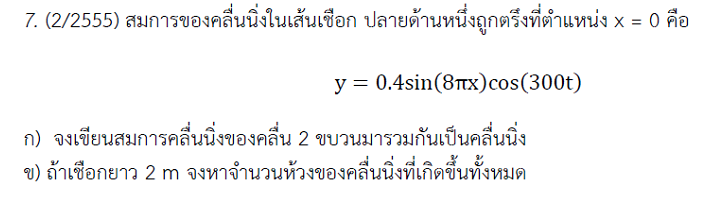 7. (2/2555) สมการของคลื่นนิ่งในเส้นเชือก ปลายด้านหนึ่งถูกตรึงที่ตำแหน่ง x = 0 คือ
y = 0.4sin(8πx)cos(300t)
ก) จงเขียนสมการคลื่นนิ่งของคลื่น 2 ขบวนมารวมกันเป็นคลื่นนิ่ง
ข) ถ้าเชือกยาว 2 m จงหาจำนวนห้วงของคลื่นนิ่งที่เกิดขึ้นทั้งหมด